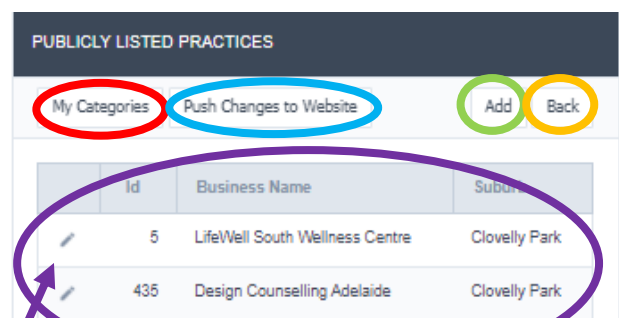 PUBLICLY LISTED PRACTICES
My Categories Push Changes to Website Add Back
Id Business Name Suburb
5 LifeWell South Wellness Centre Clovelly Park
435 Design Counselling Adelaide Clovelly Park